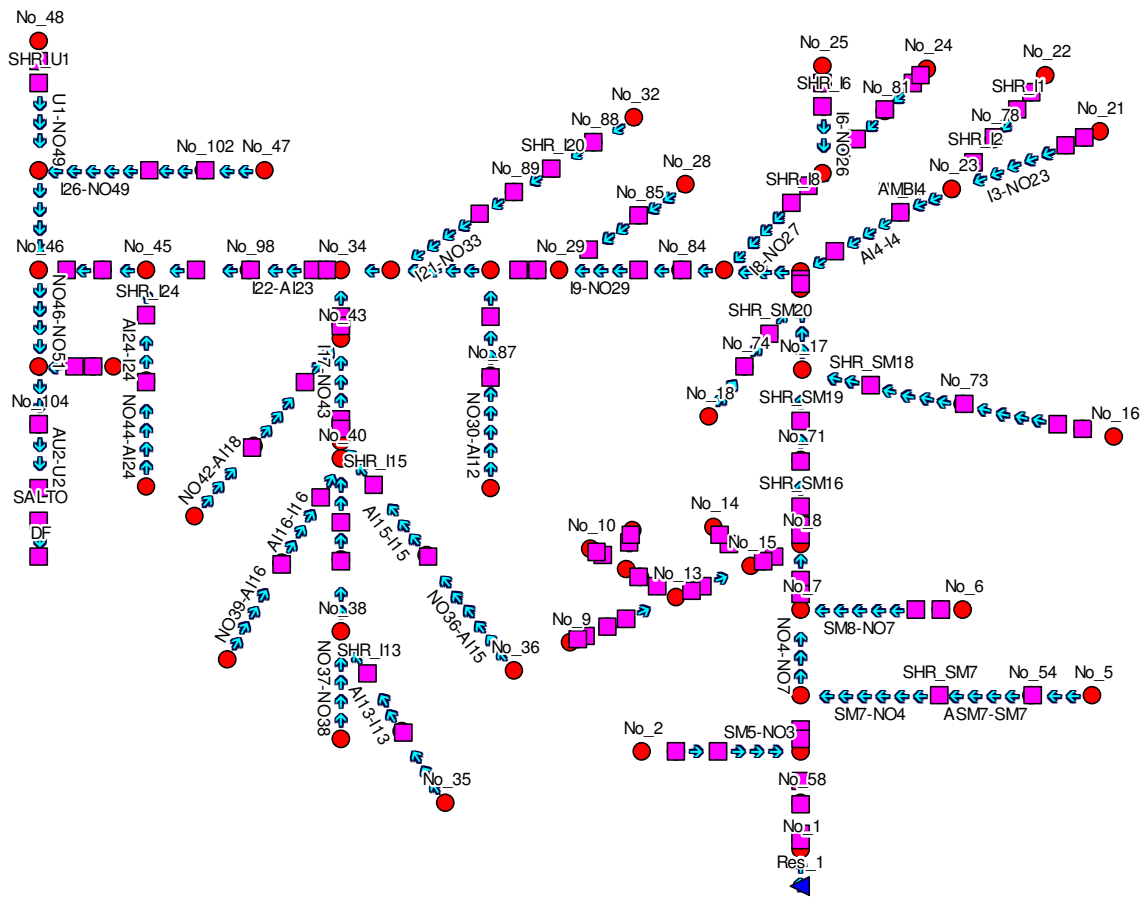 No_48
SHR_U1
U1-NO49
No_102
No_47
I26-NO49
No_46
No_45
No_98
No_34
SHR_I24
I22-AI23
NO46-NO51
AI24-I24
NO44-AI24
No_104
AU2-U2
SALTO
DF
No_32
No_88
SHR_I20
No_89
I21-NO33
No_28
No_85
No_29
No_84
I9-NO29
No_25
SHR_I6
I6-NO26
No_24
No_81
SHR_I8
I8-NO27
No_22
SHR_I1
No_78
SHR_I2
No_21
No_23
I3-NO23
AMBI4
AI4-I4
No_43
I17-NO43
No_87
NO30-AI12
NO42-AI18
No_40
SHR_I15
AI16-I16
AI15-I15
NO39-AI16
NO36-AI15
No_36
No_38
SHR_I13
NO37-NO38
AI13-I13
No_35
SHR_SM20
No_74
No_17
No_18
SHR_SM18
No_73
No_16
SHR_SM19
No_71
SHR_SM16
No_8
No_14
No_10
No_15
No_13
No_9
No_7
No_6
SM8-NO7
NO4-NO7
SHR_SM7
No_54
No_5
SM7-NO4
ASM7-SM7
No_2
SM5-NO3
No_58
No_1
Res_1